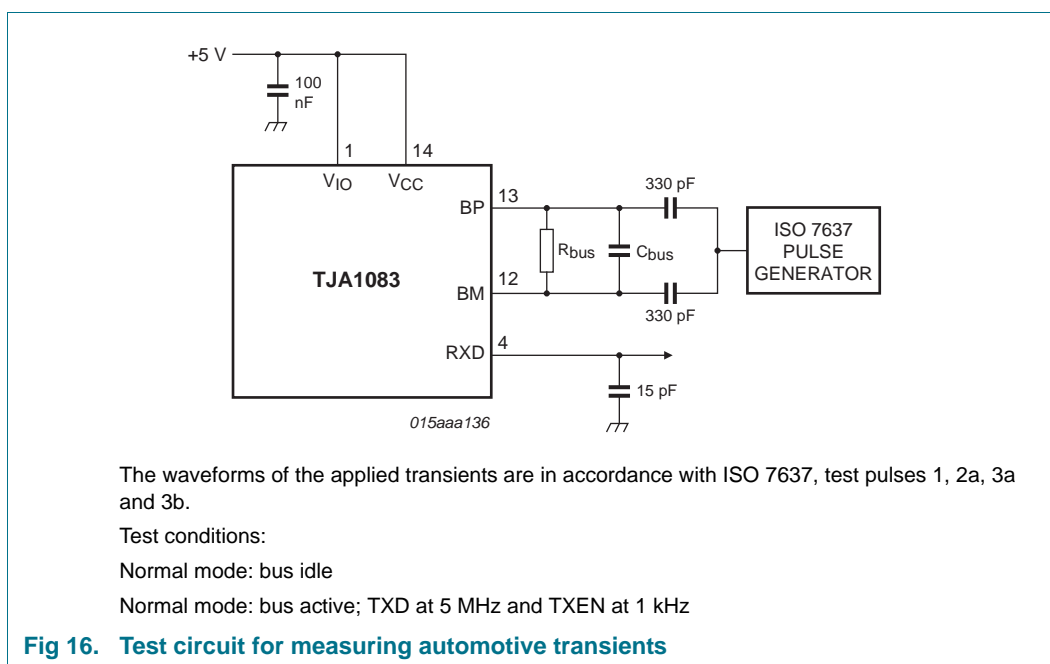 +5 V
100
nF
1
14
VIO
VCC
BP
13
330 pF
ISO 7637
PULSE
GENERATOR
Rbus
Cbus
TJA1083
BM
12
330 pF
RXD
4
15 pF
015aaa136
The waveforms of the applied transients are in accordance with ISO 7637, test pulses 1, 2a, 3a
and 3b.
Test conditions:
Normal mode: bus idle
Normal mode: bus active; TXD at 5 MHz and TXEN at 1 kHz
Fig 16. Test circuit for measuring automotive transients